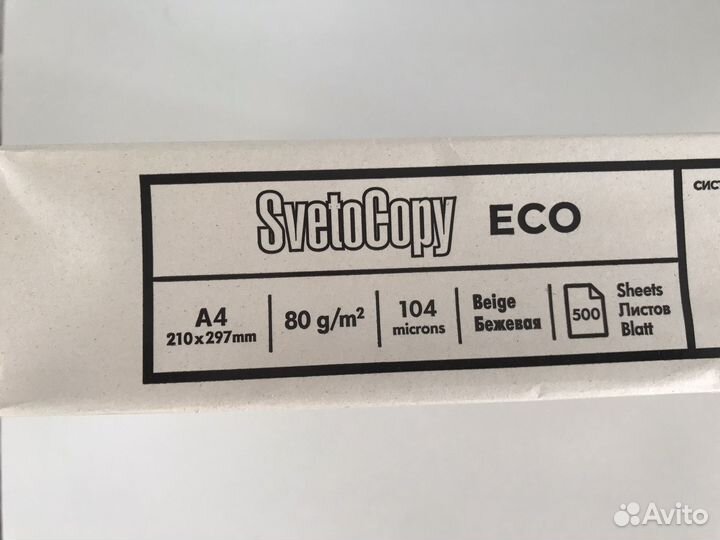 SvetoCopy ECO
A4
210x297mm
80 g/m²
104
microns
Beige
Бежевая
500
Sheets
Листов
Blatt
Avito